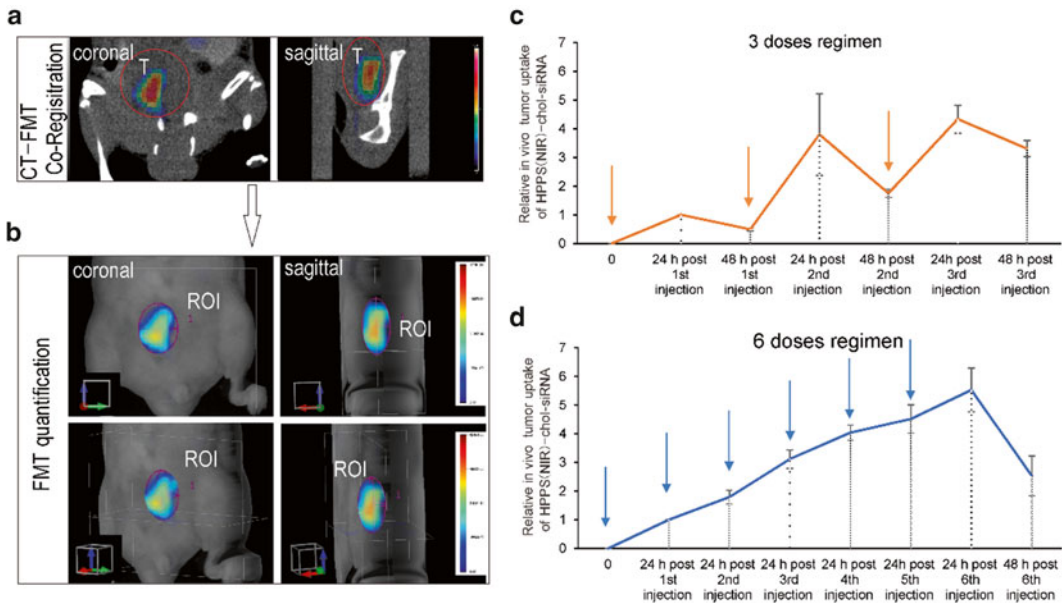 a
CT-FMT
Co-Regisitration
coronal
T
sagittal
T
b
FMT quantification
coronal
ROI
1
sagittal
ROI
ROI
1
ROI
1
c
3 doses regimen
Relative in vivo tumor uptake
of HPPS(NIR)-chol-siRNA
7
6
5
4
3
2
1
0
0
24 h post
1st
injection
48 h post
1st
injection
24 h post
2nd
injection
48 h post
2nd
injection
24h post
3rd
injection
48 h post
3rd
injection
d
6 doses regimen
Relative in vivo tumor uptake
of HPPS(NIR)-chol-siRNA
7
6
5
4
3
2
1
0
0
24 h post
1st
injection
24 h post
2nd
injection
24 h post
3rd
injection
24 h post
4th
injection
24 h post
5th
injection
24 h post
6th
injection
48 h post
6th
injection